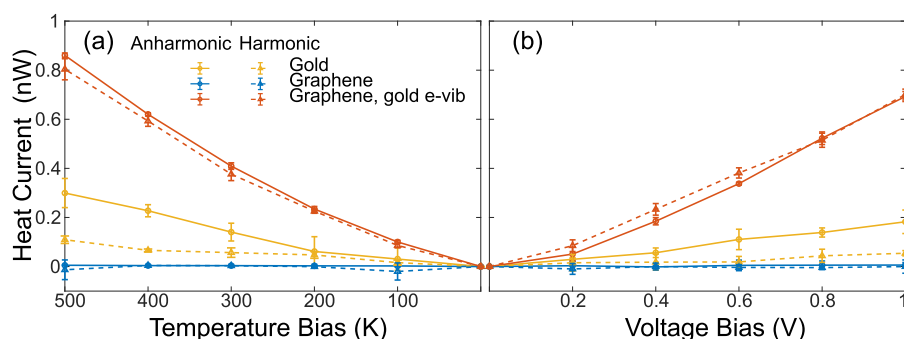 (a)
Anharmonic Harmonic
Gold
Graphene
Graphene, gold e-vib
(b)
Heat Current (nW)
1
0.8
0.6
0.4
0.2
0
500 400 300 200 100
0.2 0.4 0.6 0.8 1
Temperature Bias (K)
Voltage Bias (V)